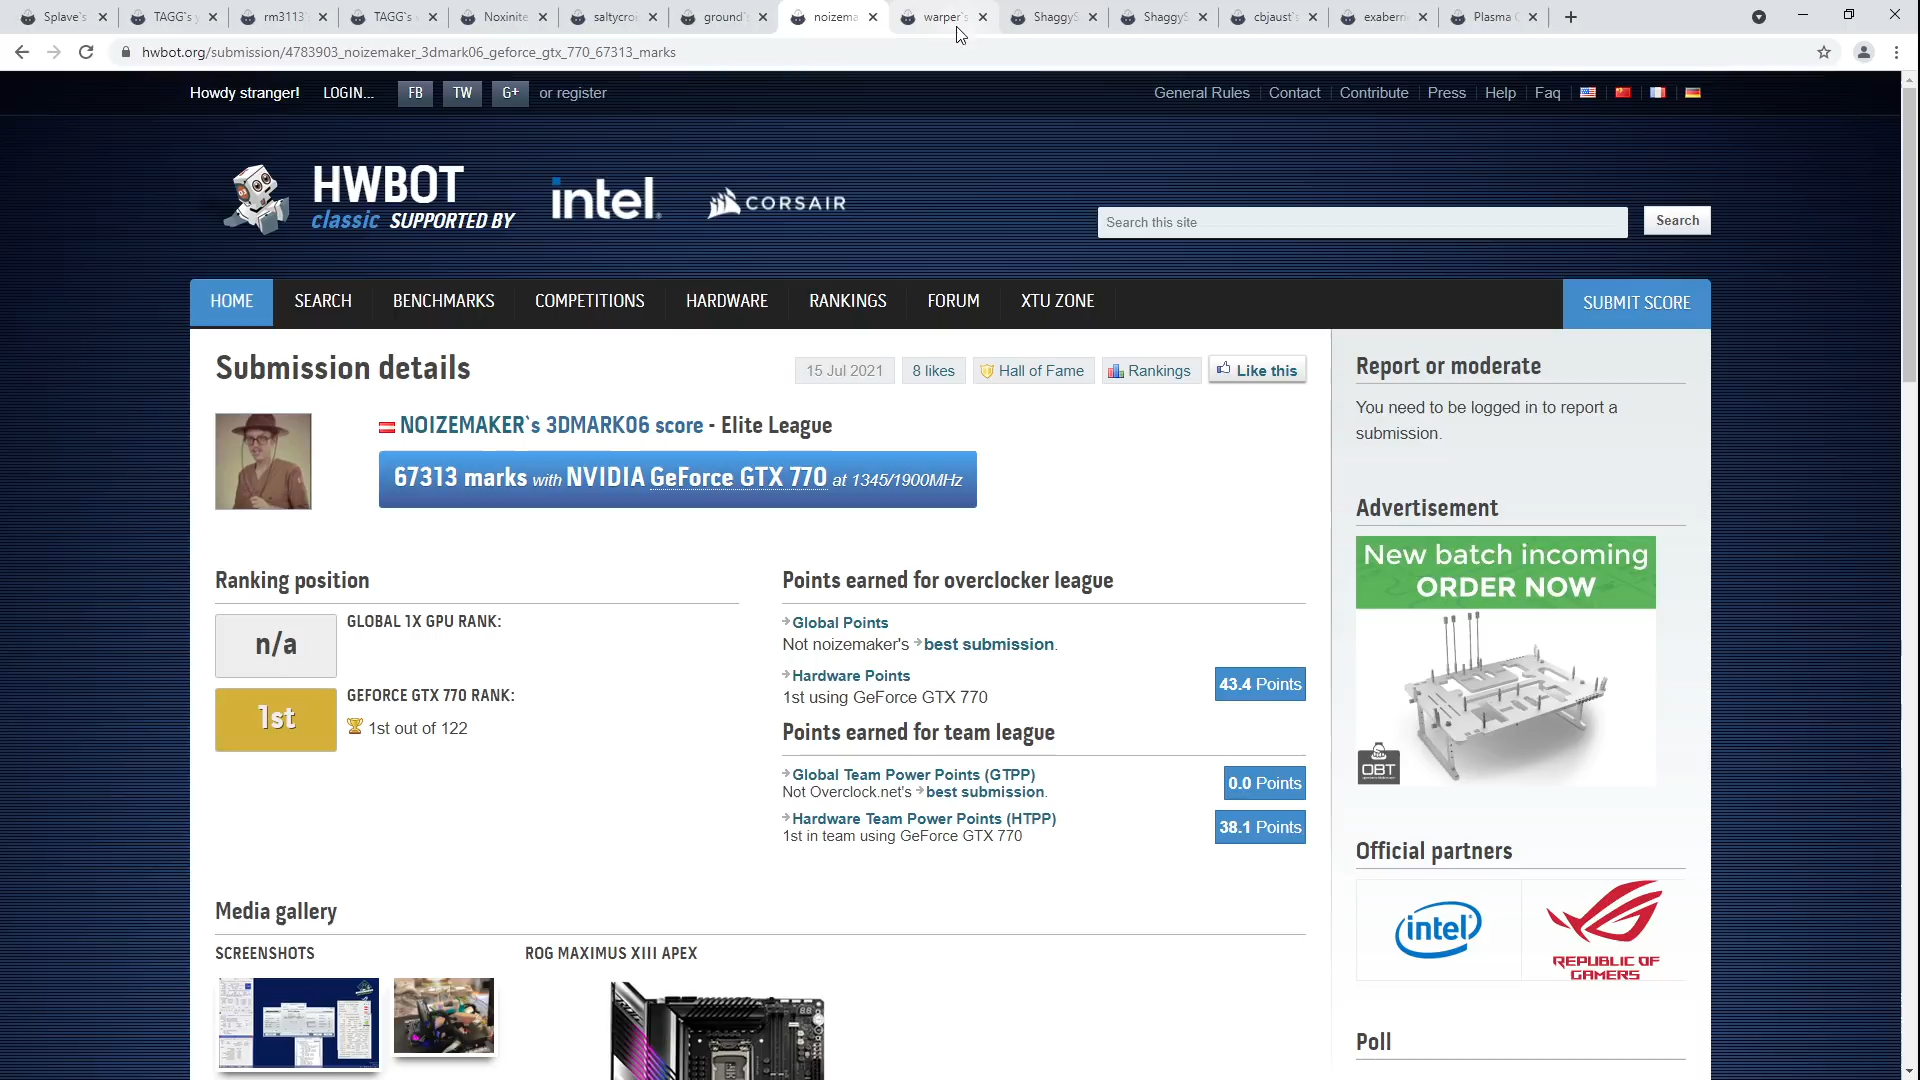 Splave`s
TAGG`s
rm3113
TAGG`s
Noxinite
saltycro
ground`
noizema
warper`s
ShaggyS
ShaggyS
cbjaust`s
exabern
Plasma
hwbot.org/submission/4783903_noizemaker_3dmark06_geforce_gtx_770_67313_marks
Howdy stranger! LOGIN... FB TW G+ or register
General Rules Contact Contribute Press Help Faq
HWBOT
classic SUPPORTED BY
intel.
CORSAIR
Search this site
Search
HOME SEARCH BENCHMARKS COMPETITIONS HARDWARE RANKINGS FORUM XTU ZONE SUBMIT SCORE
Submission details
15 Jul 2021 8 likes Hall of Fame Rankings Like this
NOIZEMAKER`s 3DMARK06 score - Elite League
67313 marks with NVIDIA GeForce GTX 770 at 1345/1900MHz
Ranking position
n/a GLOBAL 1X GPU RANK:
1st GEFORCE GTX 770 RANK:
1st out of 122
Points earned for overclocker league
Global Points
Not noizemaker's best submission.
Hardware Points
1st using GeForce GTX 770
43.4 Points
Points earned for team league
Global Team Power Points (GTPP)
Not Overclock.net's best submission.
0.0 Points
Hardware Team Power Points (HTPP)
1st in team using GeForce GTX 770
38.1 Points
Media gallery
SCREENSHOTS
ROG MAXIMUS XIII APEX
Report or moderate
You need to be logged in to report a
submission.
Advertisement
New batch incoming
ORDER NOW
OBT
Official partners
intel
REPUBLIC OF
GAMERS
Poll